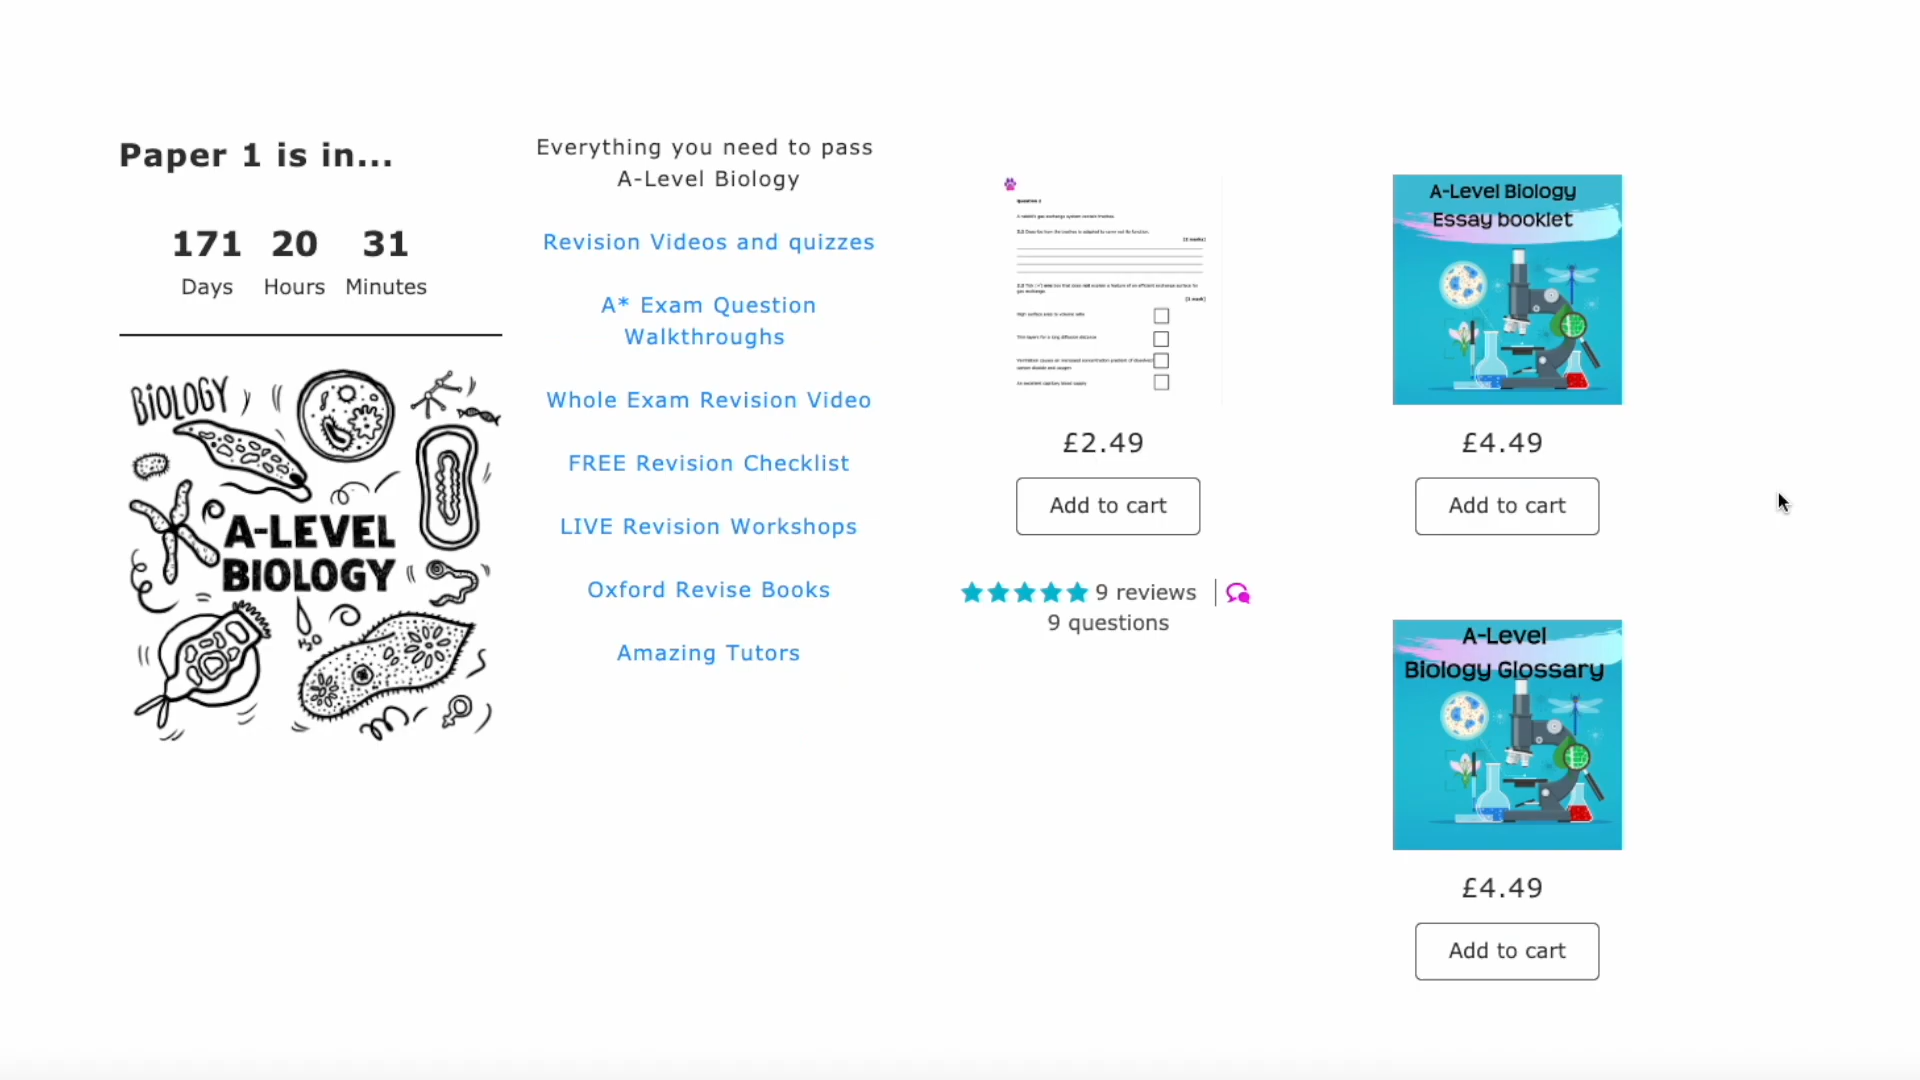 Paper 1 is in...
171 20 31
Days Hours Minutes
BIOLOGY
A-LEVEL
BIOLOGY
H₂O
Everything you need to pass
A-Level Biology
Revision Videos and quizzes
A* Exam Question
Walkthroughs
Whole Exam Revision Video
FREE Revision Checklist
LIVE Revision Workshops
Oxford Revise Books
Amazing Tutors
Question 2
£2.49
Add to cart
9 reviews
9 questions
A-Level Biology
Essay booklet
£4.49
Add to cart
A-Level
Biology Glossary
£4.49
Add to cart